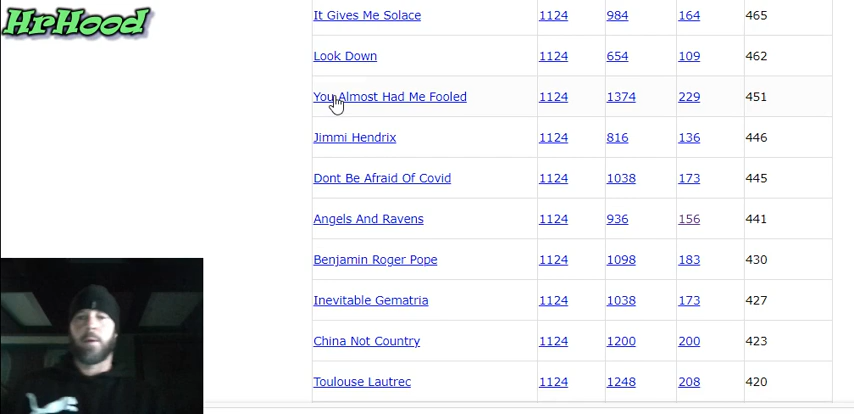 HrHood
It Gives Me Solace 1124 984 164 465
Look Down 1124 654 109 462
You Almost Had Me Fooled 1124 1374 229 451
Jimmi Hendrix 1124 816 136 446
Dont Be Afraid Of Covid 1124 1038 173 445
Angels And Ravens 1124 936 156 441
Benjamin Roger Pope 1124 1098 183 430
Inevitable Gematria 1124 1038 173 427
China Not Country 1124 1200 200 423
Toulouse Lautrec 1124 1248 208 420